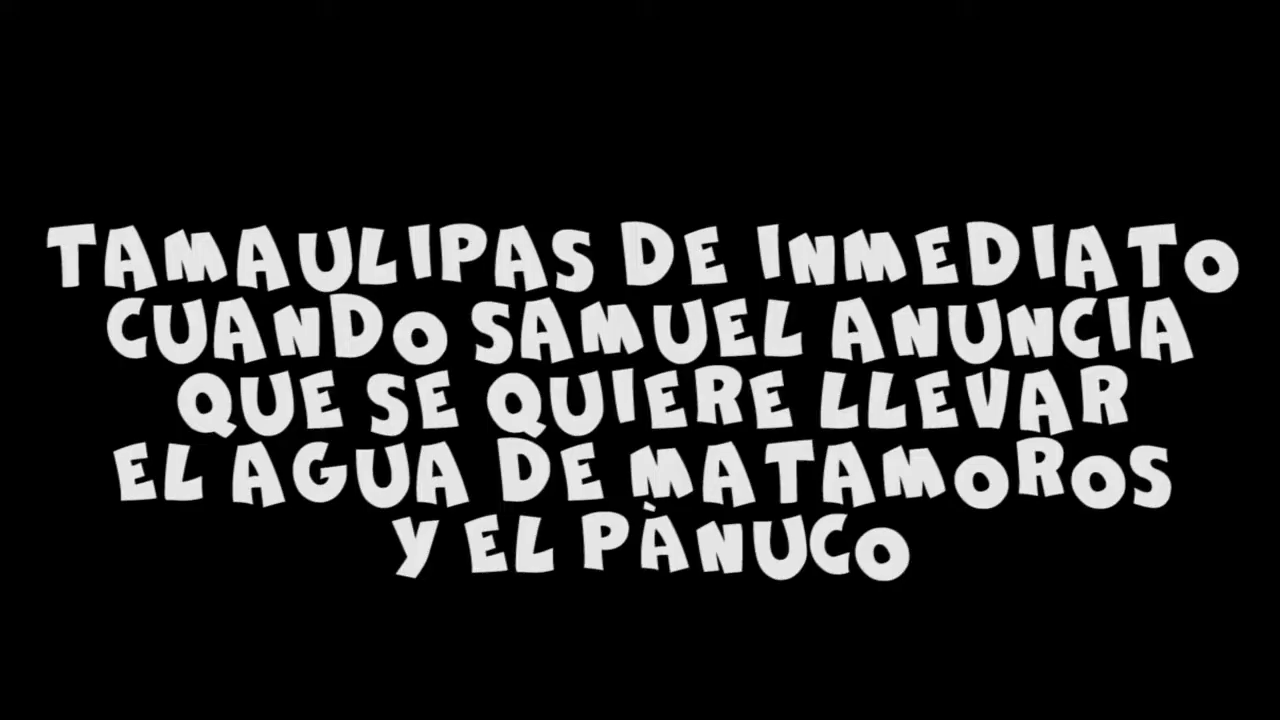 TAMAULIPAS DE INMEDIATO
CUANDO SAMUEL ANUNCIA
QUE SE QUIERE LLEVAR
EL AGUA DE MATAMOROS
Y EL PÀNUCO